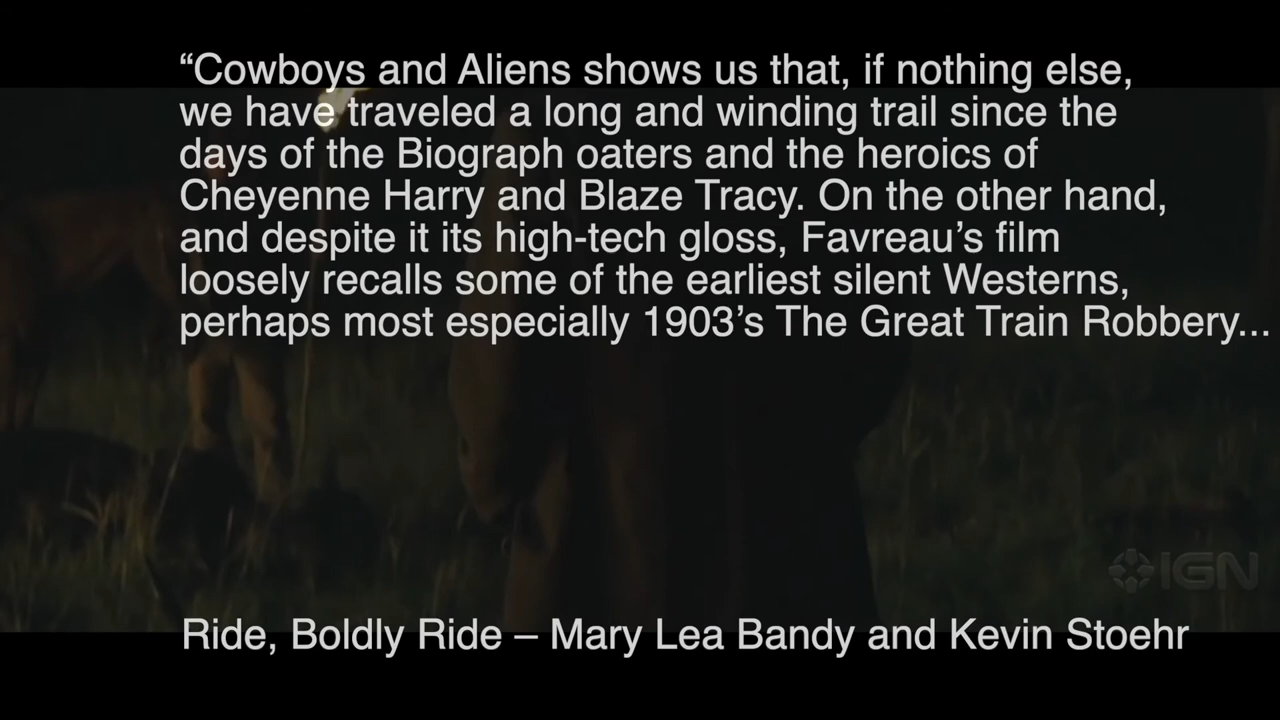 “Cowboys and Aliens shows us that, if nothing else,
we have traveled a long and winding trail since the
days of the Biograph oaters and the heroics of
Cheyenne Harry and Blaze Tracy. On the other hand,
and despite it its high-tech gloss, Favreau’s film
loosely recalls some of the earliest silent Westerns,
perhaps most especially 1903’s The Great Train Robbery...
IGN
Ride, Boldly Ride – Mary Lea Bandy and Kevin Stoehr